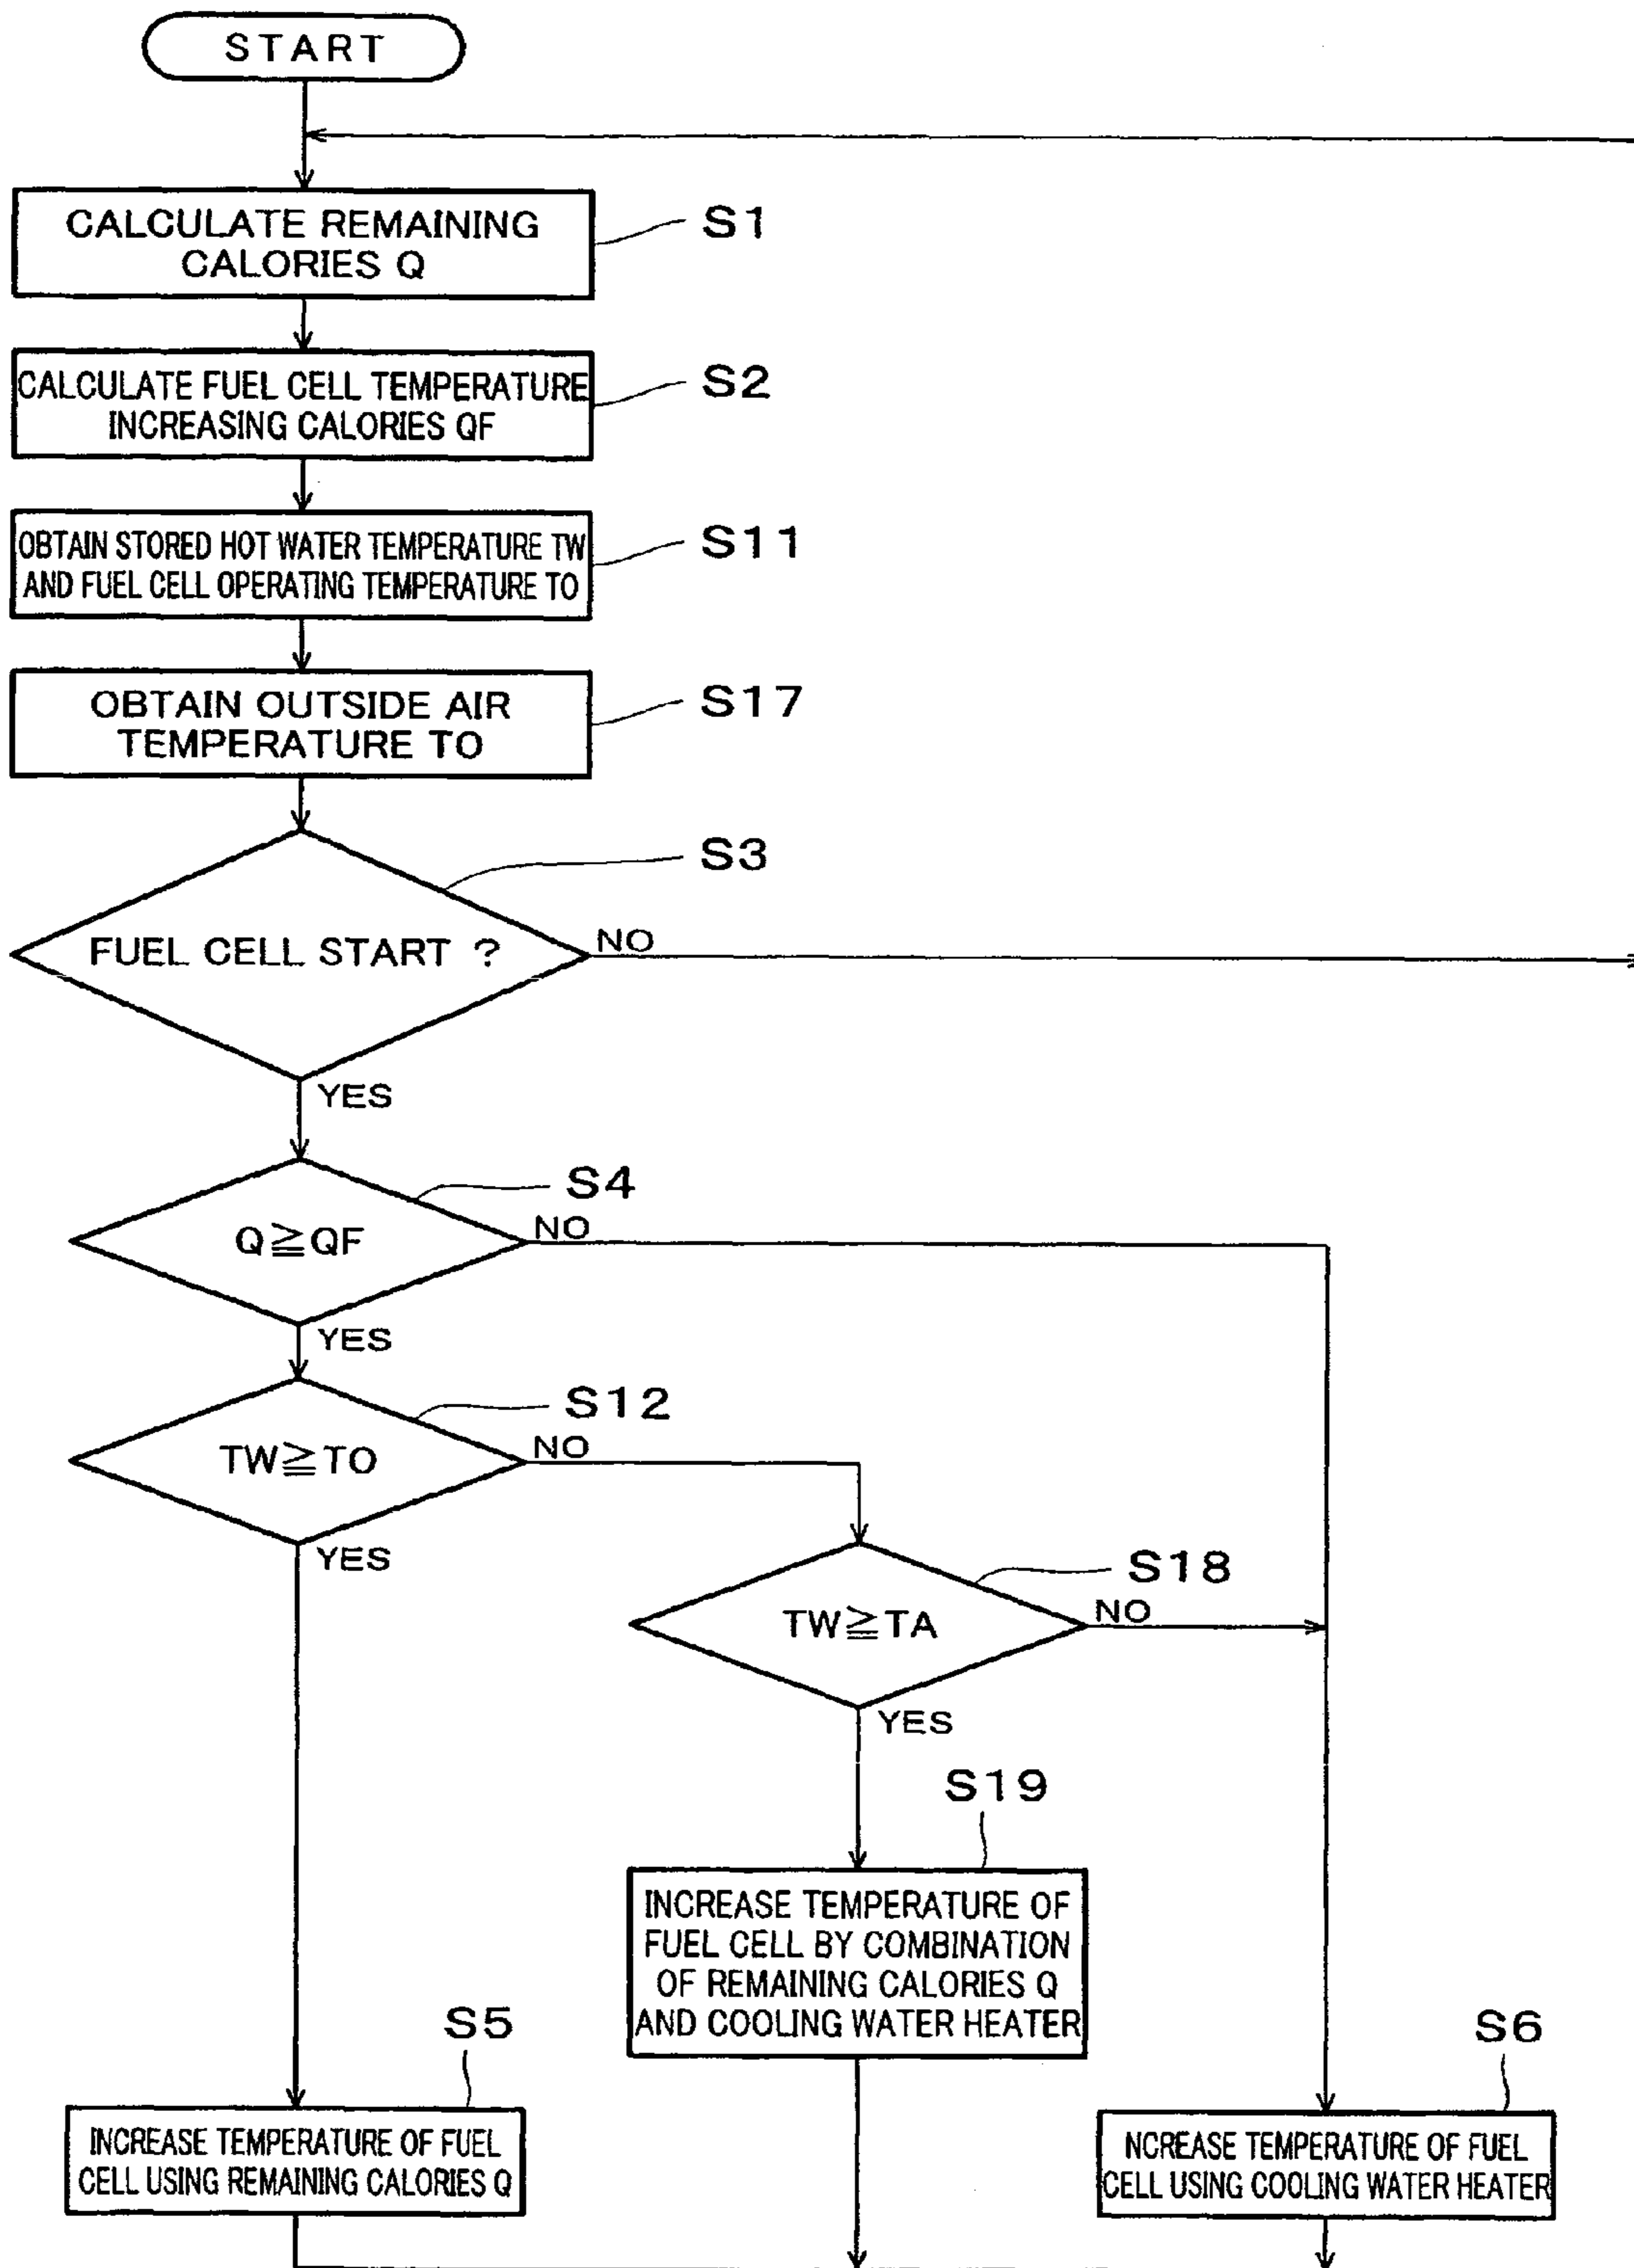 START
CALCULATE REMAINING
CALORIES Q
S1
CALCULATE FUEL CELL TEMPERATURE
INCREASING CALORIES QF
S2
OBTAIN STORED HOT WATER TEMPERATURE TW
AND FUEL CELL OPERATING TEMPERATURE TO
S11
OBTAIN OUTSIDE AIR
TEMPERATURE TO
S17
S3
FUEL CELL START ?
NO
YES
S4
Q≧QF
NO
YES
S12
TW≧TO
NO
YES
S18
TW≧TA
NO
YES
S19
INCREASE TEMPERATURE OF
FUEL CELL BY COMBINATION
OF REMAINING CALORIES Q
AND COOLING WATER HEATER
S5
INCREASE TEMPERATURE OF FUEL
CELL USING REMAINING CALORIES Q
S6
NCREASE TEMPERATURE OF FUEL
CELL USING COOLING WATER HEATER